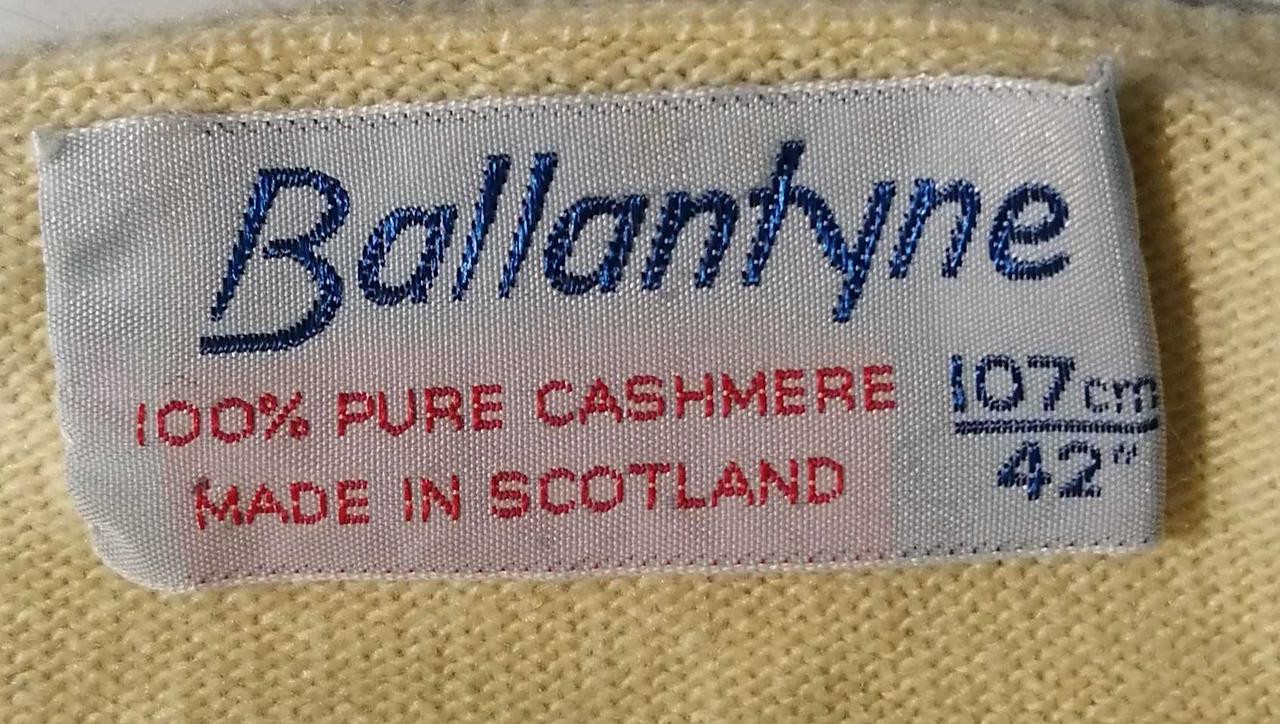 Ballantyne
100% PURE CASHMERE
MADE IN SCOTLAND
107cm
42"